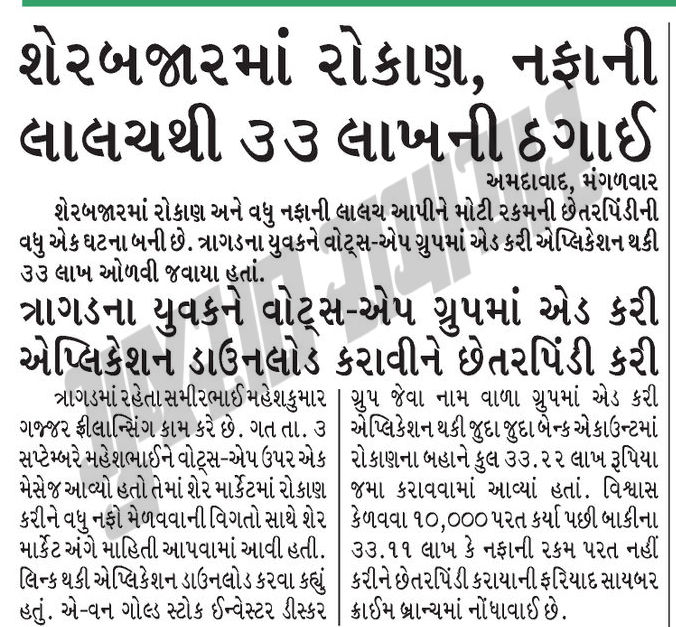 શેરબજારમાં રોકાણ, નફાની
લાલચથી ૩૩ લાખની ઠગાઈ
અમદાવાદ, મંગળવાર
શેરબજારમાં રોકાણ અને વધુ નફાની લાલચ આપીને મોટી રકમની છેતરપિંડીની
વધુ એક ઘટના બની છે. ત્રાગડના યુવકને વોટ્સ-એપ ગ્રુપમાં એડ કરી એપ્લિકેશન થકી
૩૩ લાખ ઓળવી જવાયા હતાં.
ત્રાગડના યુવકને વોટ્સ-એપ ગ્રુપમાં એડ કરી
એપ્લિકેશન ડાઉનલોડ કરાવીને છેતરપિંડી કરી
ત્રાગડમાં રહેતા સમીરભાઈ મહેશકુમાર
ગજ્જર ફ્રીલાન્સિંગ કામ કરે છે. ગત તા. ૩
સપ્ટેમ્બરે મહેશભાઈને વોટ્સ-એપ ઉપર એક
મેસેજ આવ્યો હતો તેમાં શેર માર્કેટમાં રોકાણ
કરીને વધુ નફા મેળવવાની વિગતો સાથે શેર
માર્કેટ અંગે માહિતી આપવામાં આવી હતી.
લિન્ક થકી એપ્લિકેશન ડાઉનલોડ કરવા કહ્યું
હતું. એ-વન ગોલ્ડ સ્ટોક ઈન્વેસ્ટર ડીસ્કર
ગ્રુપ જેવા નામ વાળા ગ્રુપમાં એડ કરી
એપ્લિકેશન થકી જુદા જુદા બેન્ક એકાઉન્ટમાં
રોકાણના બહાને કુલ ૩૩.૨૨ લાખ રૂપિયા
જમા કરાવવામાં આવ્યાં હતાં. વિશ્વાસ
કેળવવા ૧૦,૦૦૦ પરત કર્યા પછી બાકીના
૩૩.૧૧ લાખ કે નફાની રકમ પરત નહીં
કરીને છેતરપિંડી કરાયાની ફરિયાદ સાયબર
ક્રાઈમ બ્રાન્ચમાં નોંધાવાઈ છે.
ગુજરાત સમાચાર